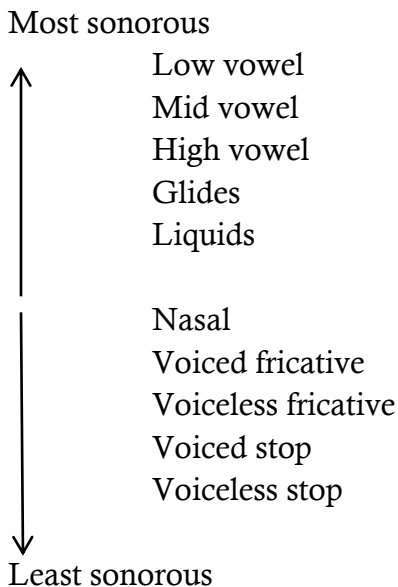 Most sonorous
Low vowel
Mid vowel
High vowel
Glides
Liquids
Nasal
Voiced fricative
Voiceless fricative
Voiced stop
Voiceless stop
Least sonorous